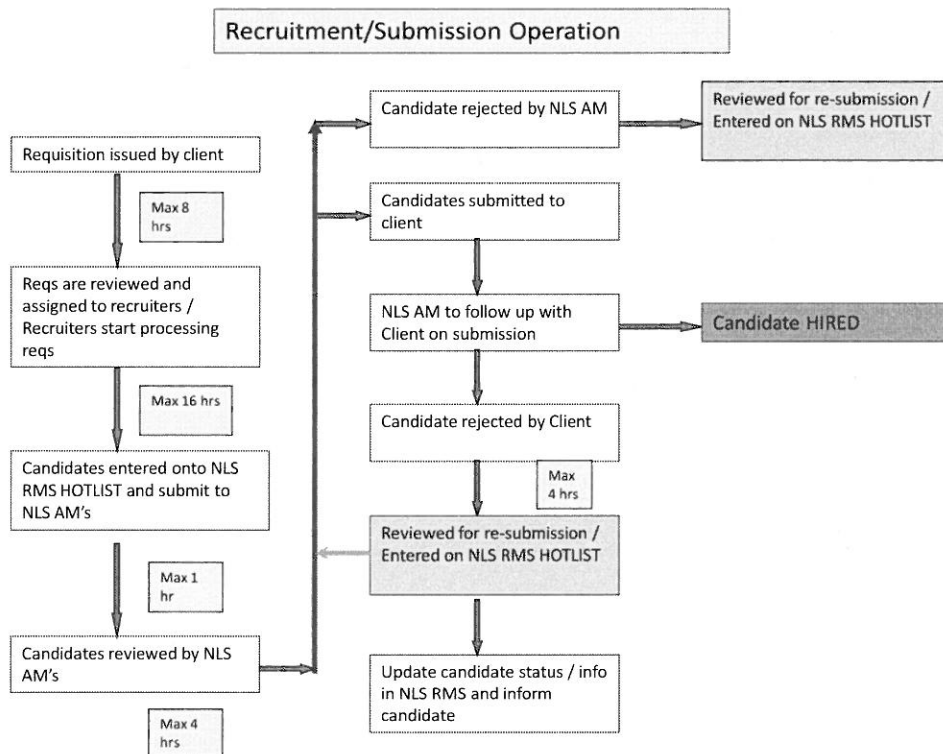 Recruitment/Submission Operation
Requisition issued by client
Max 8
hrs
Reqs are reviewed and
assigned to recruiters /
Recruiters start processing
reqs
Max 16 hrs
Candidates entered onto NLS
RMS HOTLIST and submit to
NLS AM's
Max 1
hr
Candidates reviewed by NLS
AM's
Max 4
hrs
Candidate rejected by NLS AM
Reviewed for re-submission /
Entered on NLS RMS HOTLIST
Candidates submitted to
client
NLS AM to follow up with
Client on submission
Candidate HIRED
Candidate rejected by Client
Max
4 hrs
Reviewed for re-submission /
Entered on NLS RMS HOTLIST
Update candidate status / info
in NLS RMS and inform
candidate